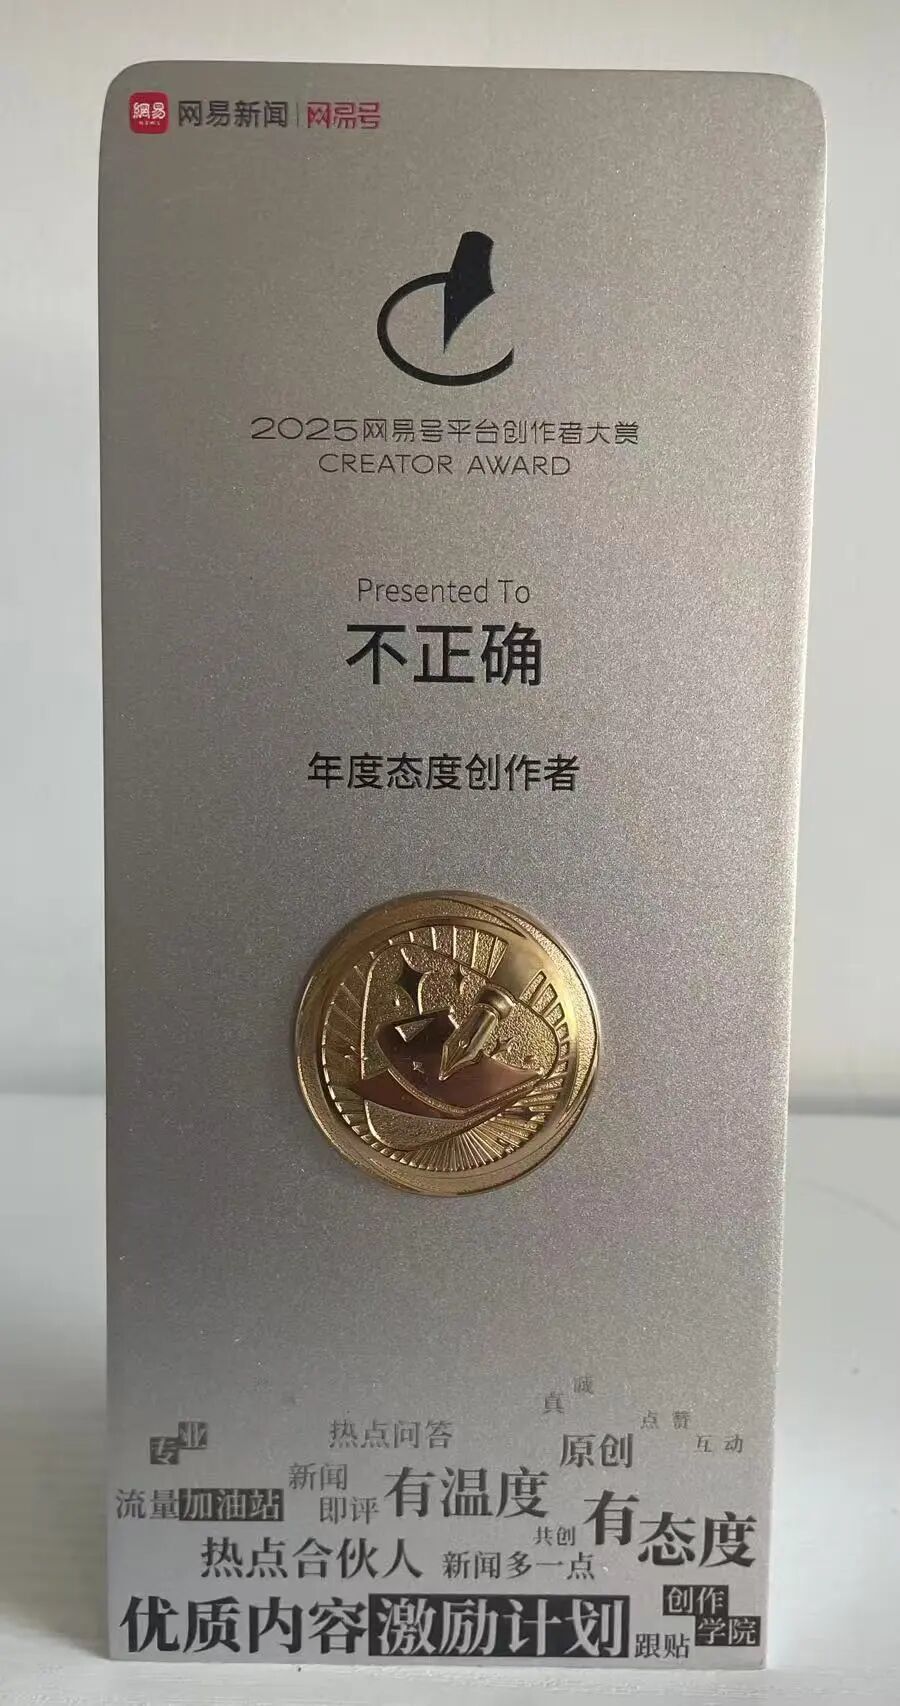 網易 网易新闻 | 网易号
2025网易号平台创作者大赏
CREATOR AWARD
Presented To
不正确
年度态度创作者
真诚
点赞
专业
热点问答
原创
互动
新闻
即评
有温度
流量加油站
有态度
共创
热点合伙人
新闻多一点
优质内容激励计划
创作
学院
跟贴